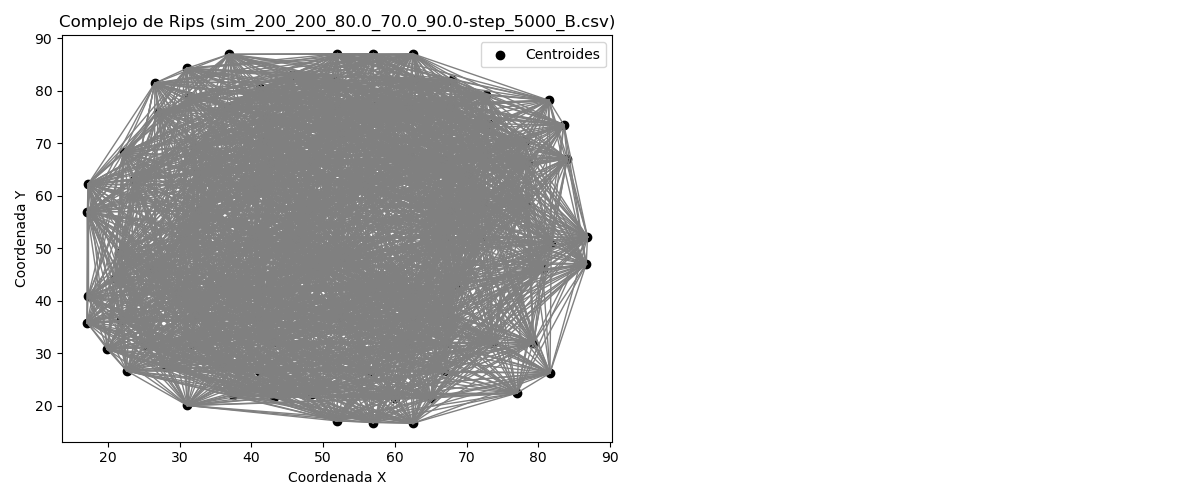 Complejo de Rips (sim_200_200_80.0_70.0_90.0-step_5000_B.csv)
Centroides
90
80
70
60
50
40
30
20
Coordenada Y
20 30 40 50 60 70 80 90
Coordenada X